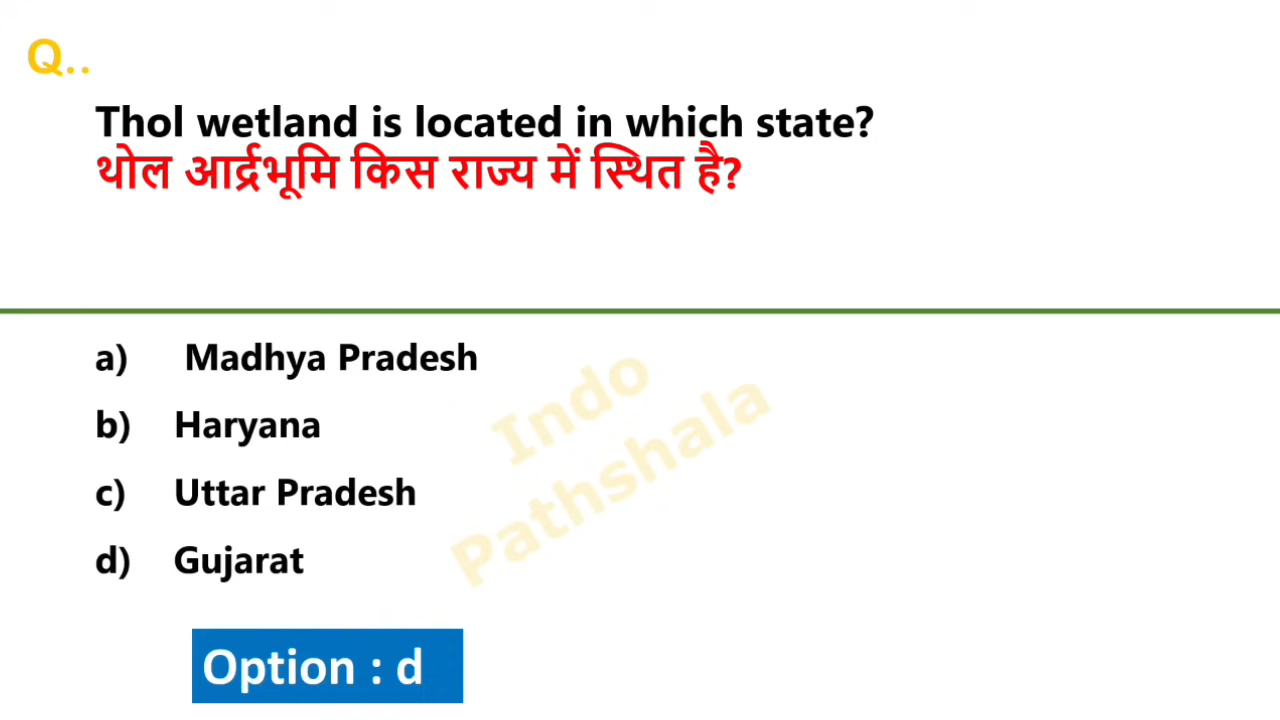 Q..
Thol wetland is located in which state?
थोल आर्द्रभूमि किस राज्य में स्थित है?
a) Madhya Pradesh
b) Haryana
c) Uttar Pradesh
d) Gujarat
Indo
Pathshala
Option : d